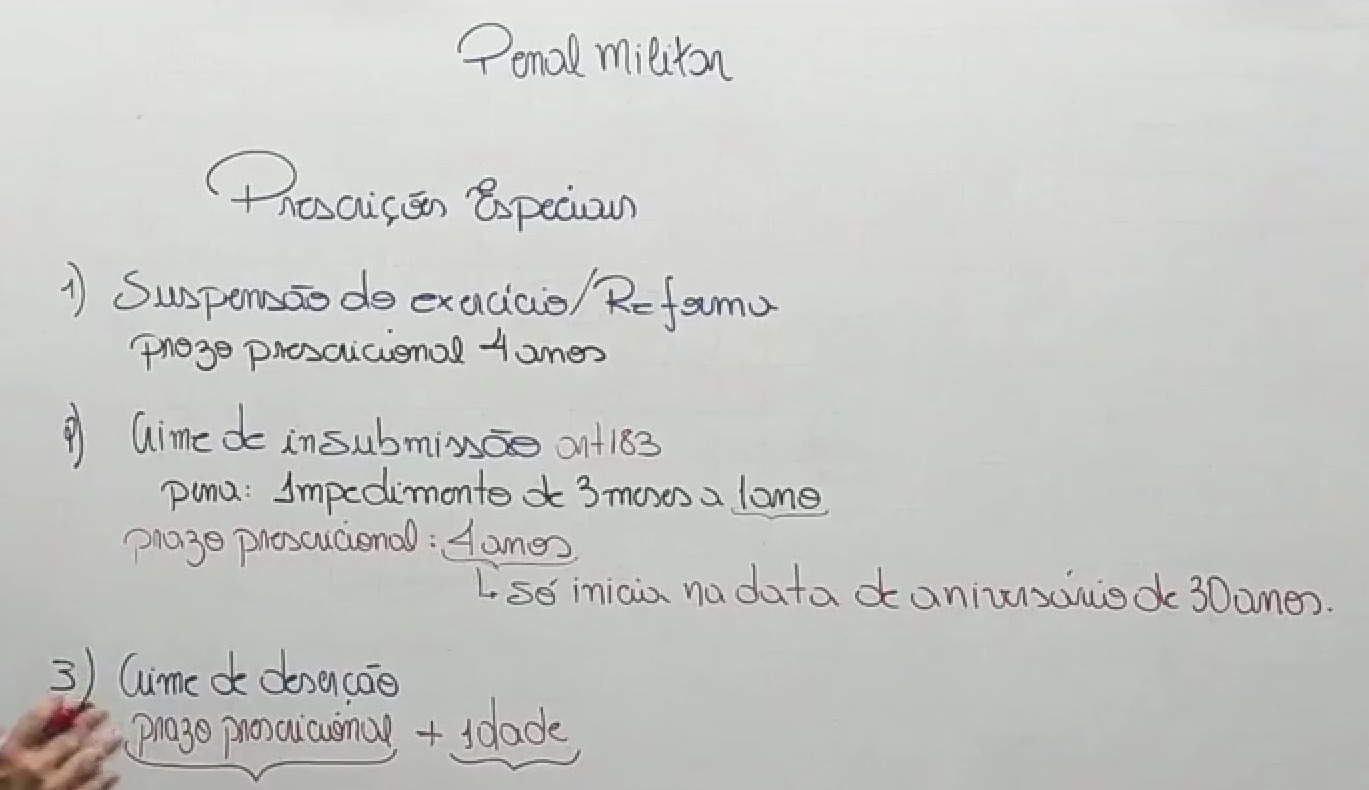 Penal militar
Prescrições Especiais
1) Suspensão do exercício/Reforma
prazo prescricional 4 anos
2) Crime de insubmissão art 183
pena: Impedimento de 3 meses a 1 ano
prazo prescricional: 4 anos
↳ só inicia na data de aniversário de 30 anos.
3) Crime de deserção
prazo prescricional + idade